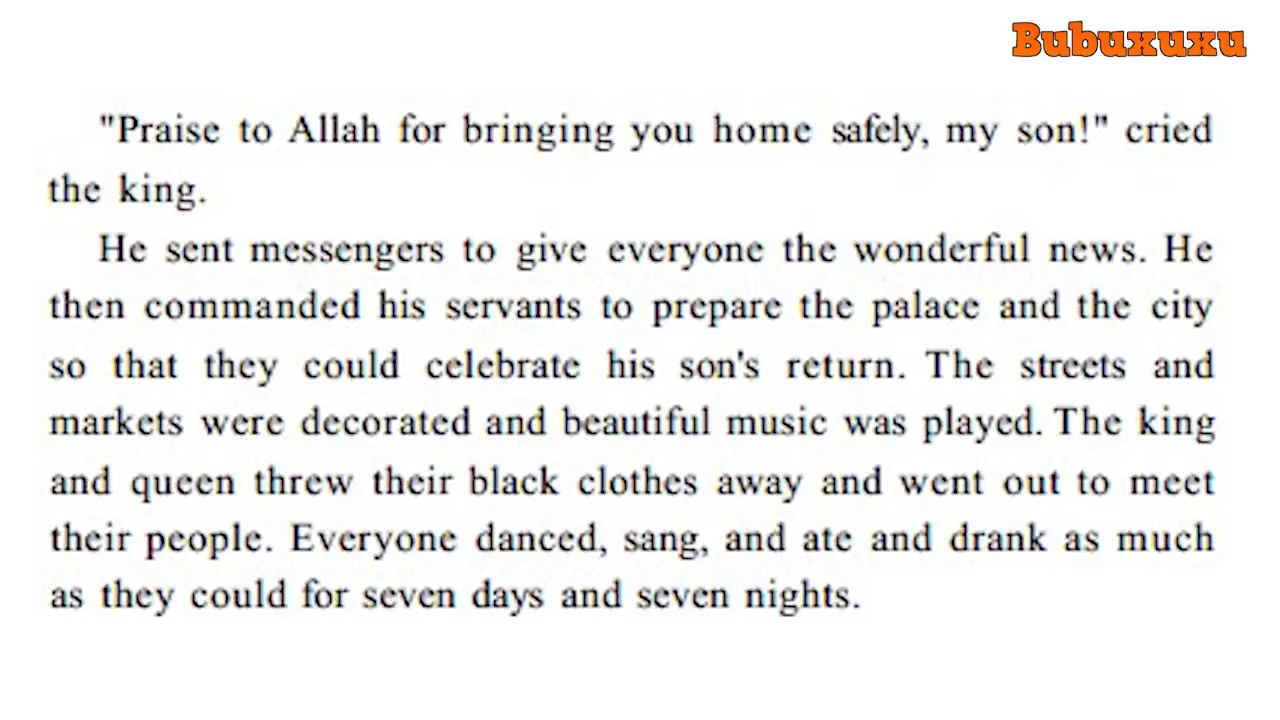 Bubuxuxu
"Praise to Allah for bringing you home safely, my son!" cried
the king.
He sent messengers to give everyone the wonderful news. He
then commanded his servants to prepare the palace and the city
so that they could celebrate his son's return. The streets and
markets were decorated and beautiful music was played. The king
and queen threw their black clothes away and went out to meet
their people. Everyone danced, sang, and ate and drank as much
as they could for seven days and seven nights.